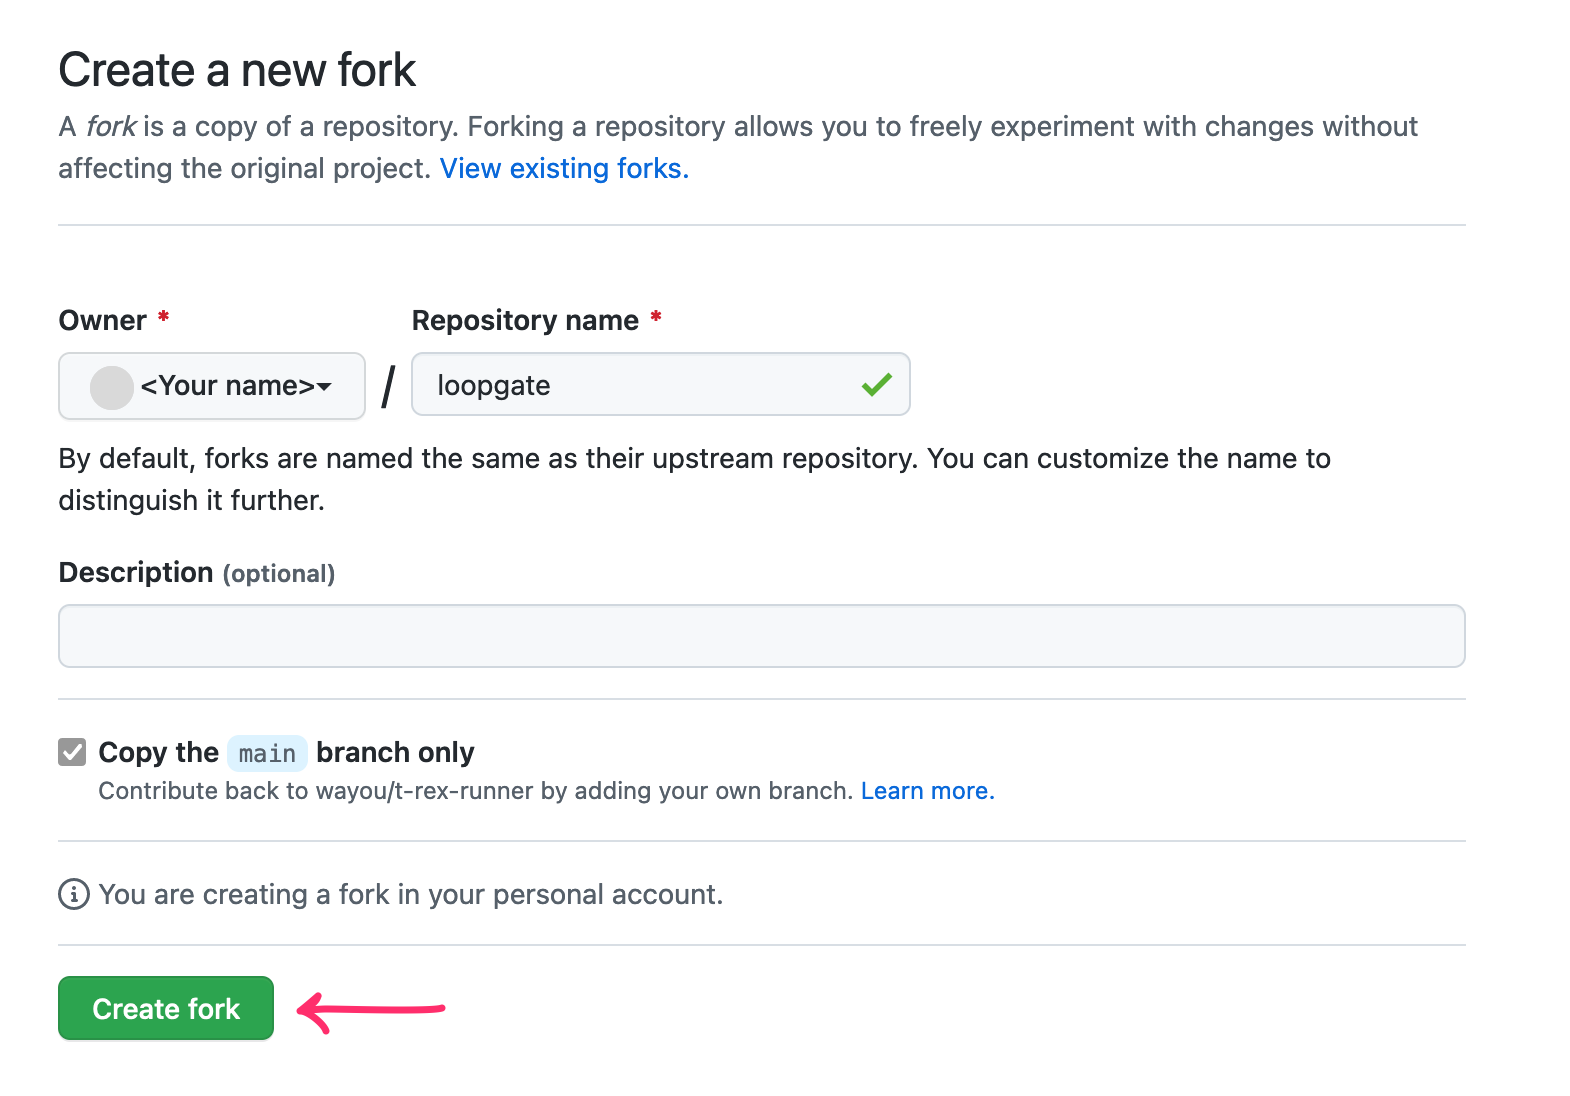 Create a new fork
A fork is a copy of a repository. Forking a repository allows you to freely experiment with changes without
affecting the original project. View existing forks.
Owner * Repository name *
<Your name> / loopgate
By default, forks are named the same as their upstream repository. You can customize the name to
distinguish it further.
Description (optional)
Copy the main branch only
Contribute back to wayou/t-rex-runner by adding your own branch. Learn more.
You are creating a fork in your personal account.
Create fork